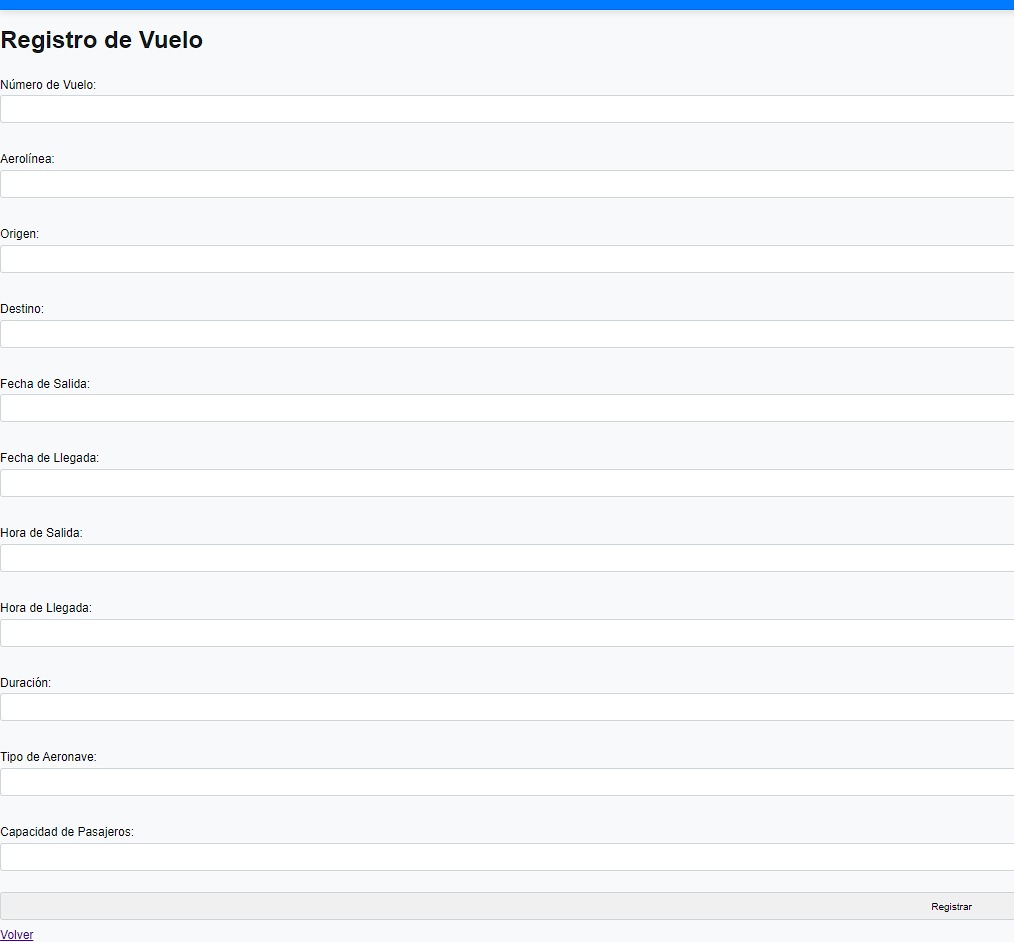 Registro de Vuelo
Número de Vuelo:
Aerolínea:
Origen:
Destino:
Fecha de Salida:
Fecha de Llegada:
Hora de Salida:
Hora de Llegada:
Duración:
Tipo de Aeronave:
Capacidad de Pasajeros:
Registrar
Volver